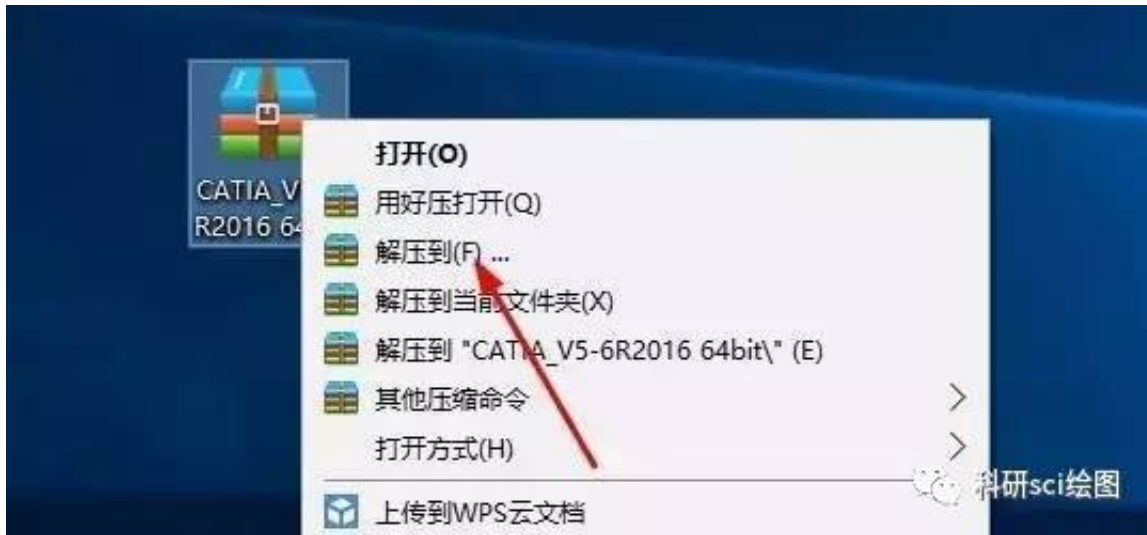 CATIA_V
R2016 64
打开(O)
用好压打开(Q)
解压到(F) ...
解压到当前文件夹(X)
解压到 "CATIA_V5-6R2016 64bit\" (E)
其他压缩命令
打开方式(H)
上传到WPS云文档
科研sci绘图